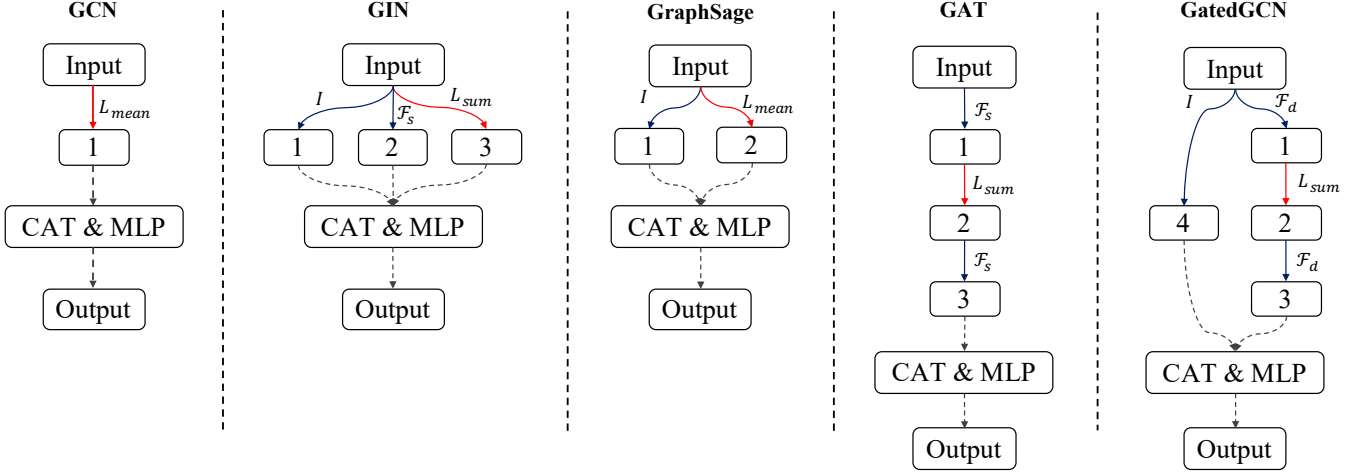 GCN
Input
L_mean
1
CAT & MLP
Output
GIN
Input
I
ℱ_s
L_sum
1
2
3
CAT & MLP
Output
GraphSage
Input
I
L_mean
1
2
CAT & MLP
Output
GAT
Input
ℱ_s
1
L_sum
2
ℱ_s
3
CAT & MLP
Output
GatedGCN
Input
I
ℱ_d
1
L_sum
4
2
ℱ_d
3
CAT & MLP
Output